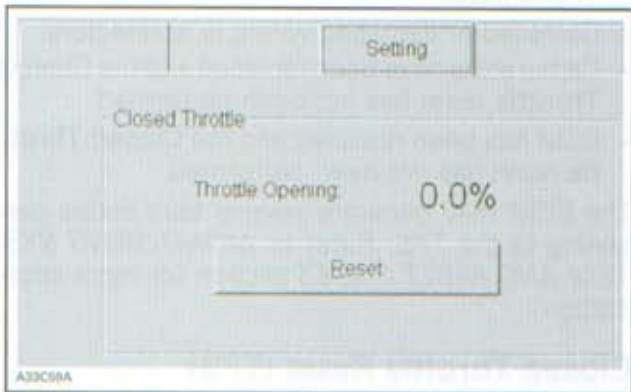 Setting
Closed Throttle
Throttle Opening: 0.0%
Reset
A33C59A